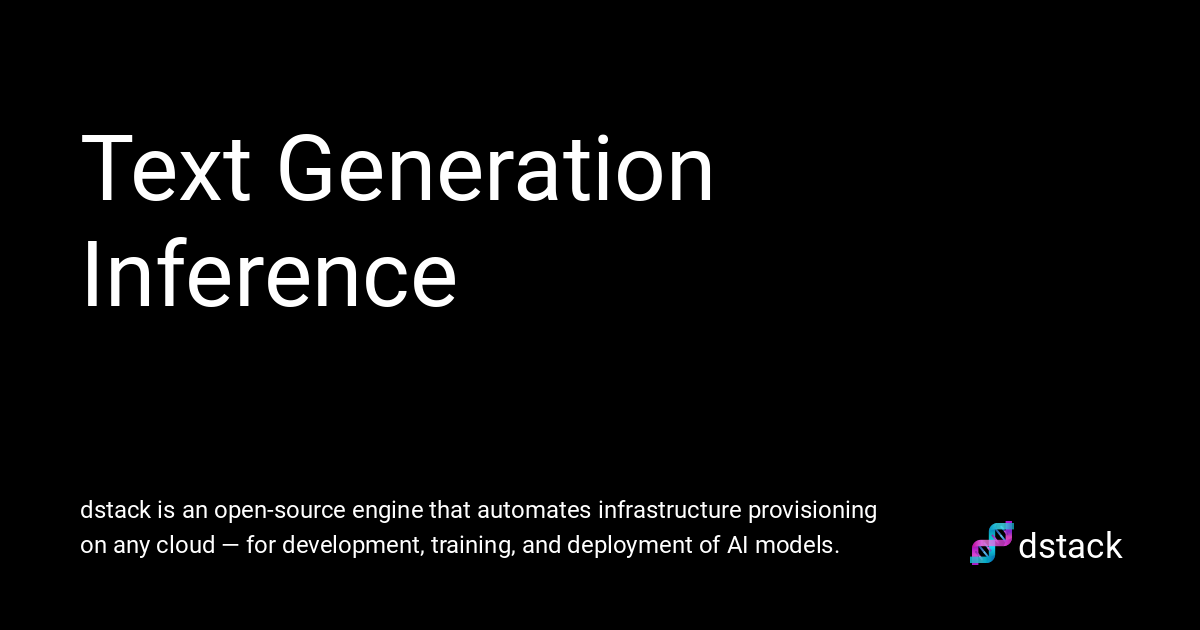 Text Generation
Inference
dstack is an open-source engine that automates infrastructure provisioning
on any cloud — for development, training, and deployment of AI models.
dstack